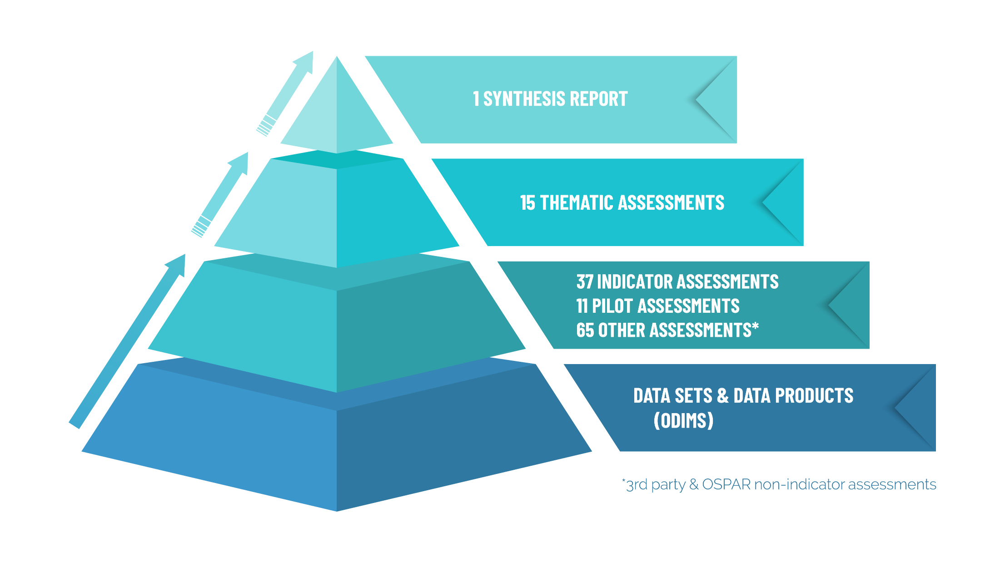 1 SYNTHESIS REPORT
15 THEMATIC ASSESSMENTS
37 INDICATOR ASSESSMENTS
11 PILOT ASSESSMENTS
65 OTHER ASSESSMENTS*
DATA SETS & DATA PRODUCTS
(ODIMS)
*3rd party & OSPAR non-indicator assessments